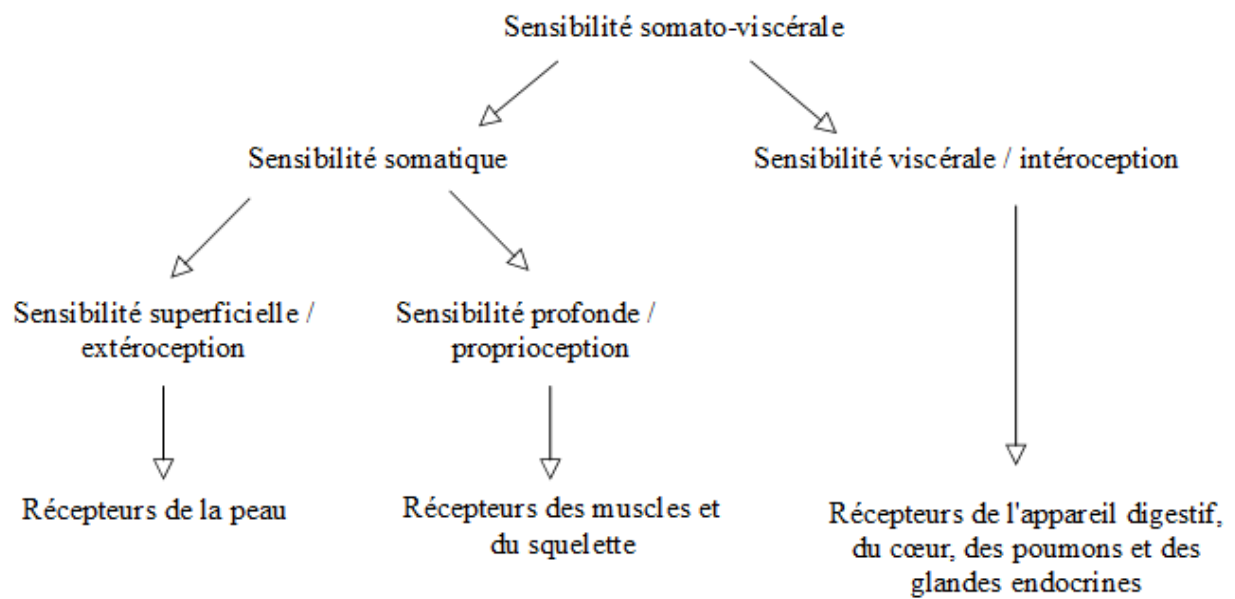 Sensibilité somato-viscérale
Sensibilité somatique
Sensibilité viscérale / intéroception
Sensibilité superficielle /
extéroception
Sensibilité profonde /
proprioception
Récepteurs de la peau
Récepteurs des muscles et
du squelette
Récepteurs de l'appareil digestif,
du cœur, des poumons et des
glandes endocrines